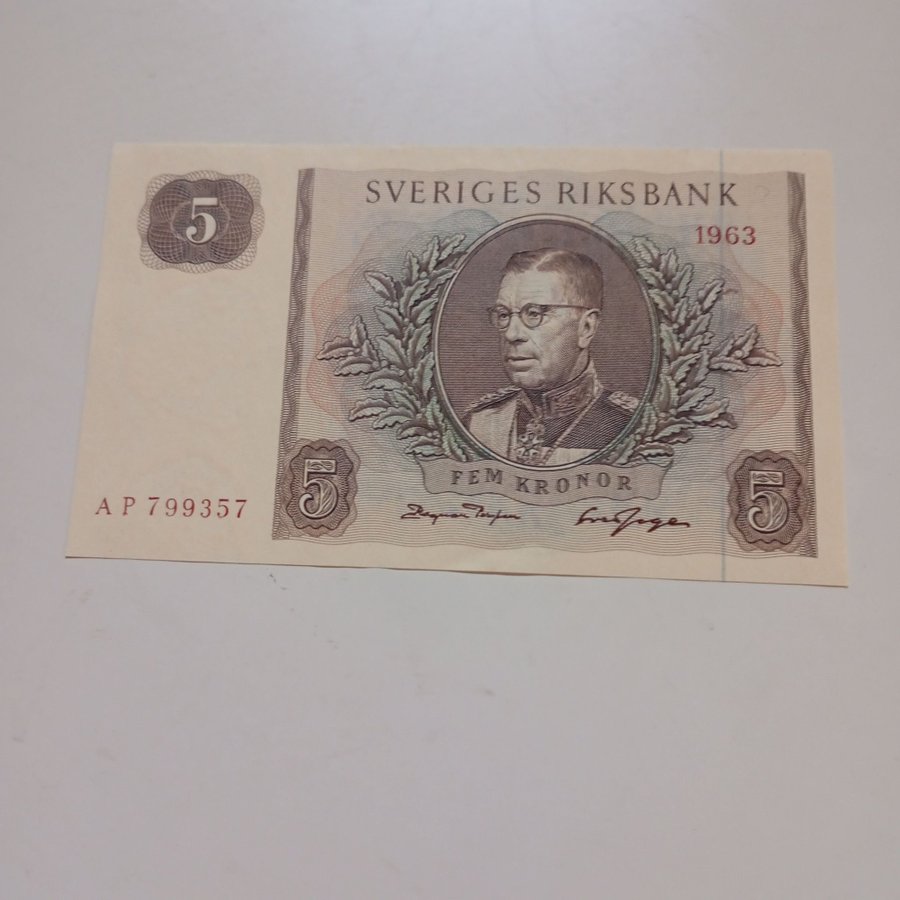 5
SVERIGES RIKSBANK
1963
FEM KRONOR
5
5
AP 799357